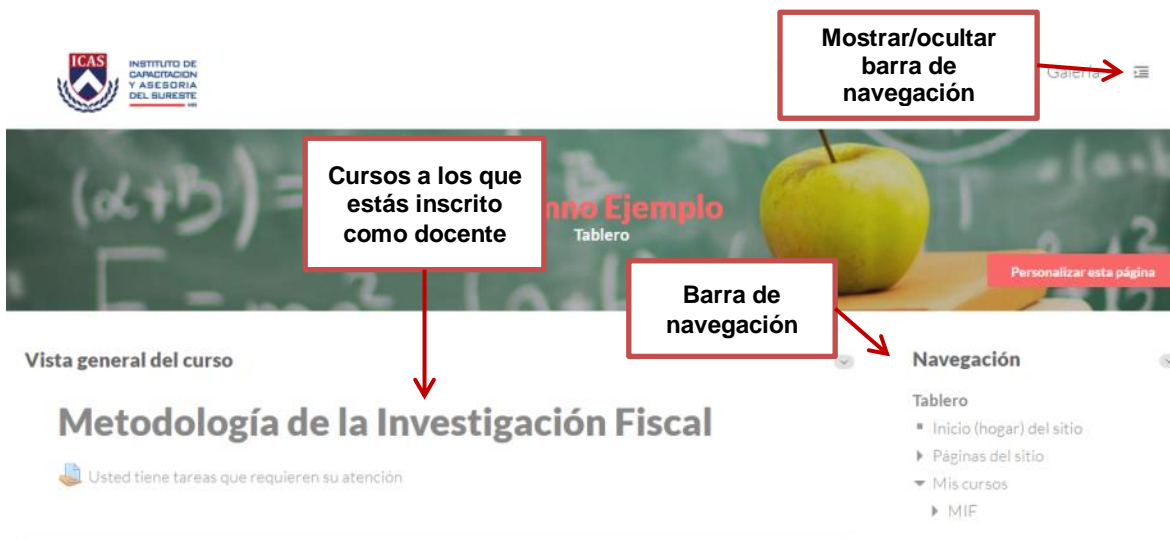 ICAS
INSTITUTO DE
CAPACITACION
Y ASESORIA
DEL SURESTE
Mostrar/ocultar
barra de
navegación
Galería
Cursos a los que
estás inscrito
como docente
Ejemplo
Tablero
Personalizar esta página
Barra de
navegación
Vista general del curso
Navegación
Metodología de la Investigación Fiscal
Usted tiene tareas que requieren su atención
Tablero
Inicio (hogar) del sitio
Páginas del sitio
Mis cursos
MIF